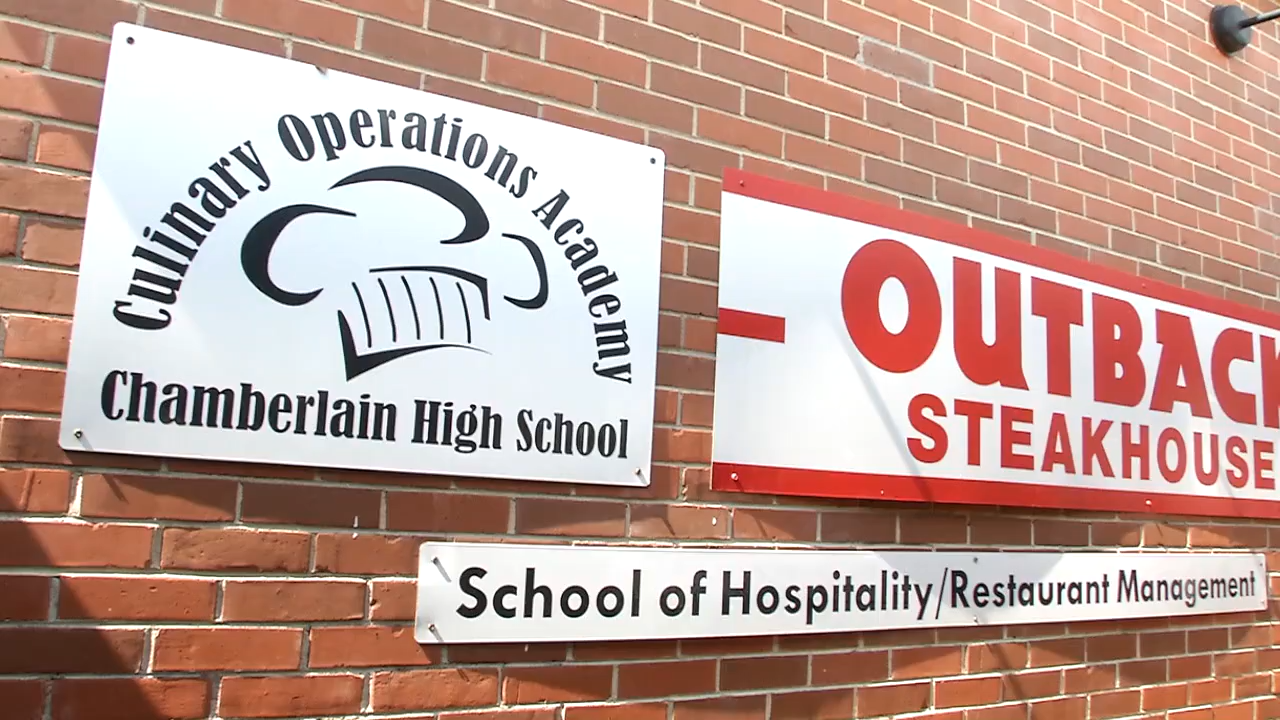 Culinary Operations Academy
Chamberlain High School
OUTBACK
STEAKHOUSE
School of Hospitality/Restaurant Management